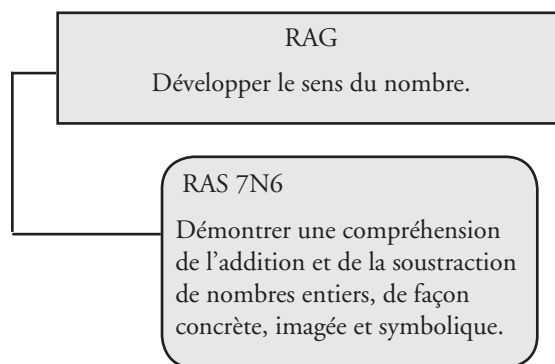 RAG
Développer le sens du nombre.
RAS 7N6
Démontrer une compréhension
de l’addition et de la soustraction
de nombres entiers, de façon
concrète, imagée et symbolique.